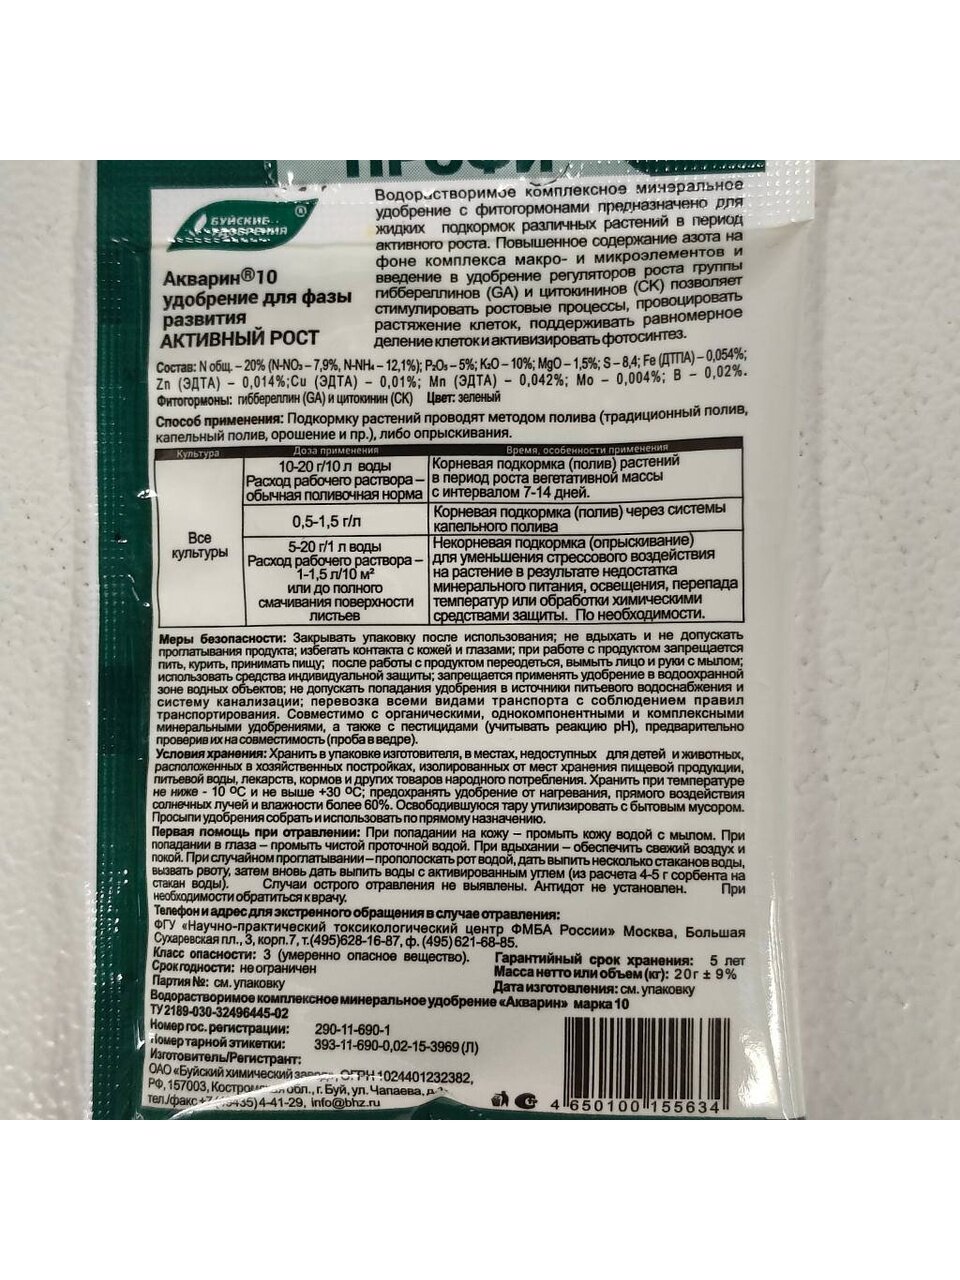 ПРОФИ
БУЙСКИЕ
УДОБРЕНИЯ
Акварин®10
удобрение для фазы
развития
АКТИВНЫЙ РОСТ
Водорастворимое комплексное минеральное
удобрение с фитогормонами предназначено для
жидких подкормок различных растений в период
активного роста. Повышенное содержание азота на
фоне комплекса макро- и микроэлементов и
введение в удобрение регуляторов роста группы
гиббереллинов (GA) и цитокининов (CK) позволяет
стимулировать ростовые процессы, провоцировать
растяжение клеток, поддерживать равномерное
деление клеток и активизировать фотосинтез.
Состав: N общ. – 20% (N-NO₃ – 7,9%, N-NH₄ – 12,1%); P₂O₅ – 5%; K₂O – 10%; MgO – 1,5%; S – 8,4; Fe (ДТПА) – 0,054%;
Zn (ЭДТА) – 0,014%;Cu (ЭДТА) – 0,01%; Mn (ЭДТА) – 0,042%; Mo – 0,004%; B – 0,02%.
Фитогормоны: гиббереллин (GA) и цитокинин (CK) Цвет: зеленый
Способ применения: Подкормку растений проводят методом полива (традиционный полив,
капельный полив, орошение и пр.), либо опрыскивания.
Культура Доза применения Время, особенности применения
Все
культуры
10-20 г/10 л воды
Расход рабочего раствора –
обычная поливочная норма
Корневая подкормка (полив) растений
в период роста вегетативной массы
с интервалом 7-14 дней.
0,5-1,5 г/л
Корневая подкормка (полив) через системы
капельного полива
5-20 г/1 л воды
Расход рабочего раствора –
1-1,5 л/10 м²
или до полного
смачивания поверхности
листьев
Некорневая подкормка (опрыскивание)
для уменьшения стрессового воздействия
на растение в результате недостатка
минерального питания, освещения, перепада
температур или обработки химическими
средствами защиты. По необходимости.
Меры безопасности: Закрывать упаковку после использования; не вдыхать и не допускать
проглатывания продукта; избегать контакта с кожей и глазами; при работе с продуктом запрещается
пить, курить, принимать пищу; после работы с продуктом переодеться, вымыть лицо и руки с мылом;
использовать средства индивидуальной защиты; запрещается применять удобрение в водоохранной
зоне водных объектов; не допускать попадания удобрения в источники питьевого водоснабжения и
систему канализации; перевозка всеми видами транспорта с соблюдением правил
транспортирования. Совместимо с органическими, однокомпонентными и комплексными
минеральными удобрениями, а также с пестицидами (учитывать реакцию pH), предварительно
проверив их на совместимость (проба в ведре).
Условия хранения: Хранить в упаковке изготовителя, в местах, недоступных для детей и животных,
расположенных в хозяйственных постройках, изолированных от мест хранения пищевой продукции,
питьевой воды, лекарств, кормов и других товаров народного потребления. Хранить при температуре
не ниже - 10 ºС и не выше +30 ºС; предохранять удобрение от нагревания, прямого воздействия
солнечных лучей и влажности более 60%. Освободившуюся тару утилизировать с бытовым мусором.
Просыпи удобрения собрать и использовать по прямому назначению.
Первая помощь при отравлении: При попадании на кожу – промыть кожу водой с мылом. При
попадании в глаза – промыть чистой проточной водой. При вдыхании – обеспечить свежий воздух и
покой. При случайном проглатывании – прополоскать рот водой, дать выпить несколько стаканов воды,
вызвать рвоту, затем вновь дать выпить воды с активированным углем (из расчета 4-5 г сорбента на
стакан воды). Случаи острого отравления не выявлены. Антидот не установлен. При
необходимости обратиться к врачу.
Телефон и адрес для экстренного обращения в случае отравления:
ФГУ «Научно-практический токсикологический центр ФМБА России» Москва, Большая
Сухаревская пл., 3, корп.7, т.(495)628-16-87, ф. (495) 621-68-85.
Класс опасности: 3 (умеренно опасное вещество).
Срок годности: не ограничен
Партия №: см. упаковку
Гарантийный срок хранения: 5 лет
Масса нетто или объем (кг): 20 г ± 9%
Дата изготовления: см. упаковку
Водорастворимое комплексное минеральное удобрение «Акварин» марка 10
ТУ 2189-030-32496445-02
Номер гос. регистрации: 290-11-690-1
Номер тарной этикетки: 393-11-690-0,02-15-3969 (Л)
Изготовитель/Регистрант:
ОАО «Буйский химический завод», ОГРН 1024401232382,
РФ, 157003, Костромская обл., г. Буй, ул. Чапаева,
тел./факс +7 (49435) 4-41-29, info@bhz.ru
4 650100 155634